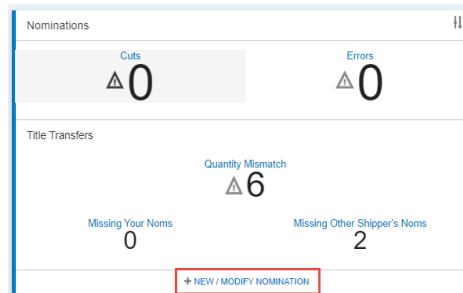 Nominations
Cuts Errors
0 0
Title Transfers
Quantity Mismatch
6
Missing Your Noms Missing Other Shipper's Noms
0 2
+ NEW / MODIFY NOMINATION